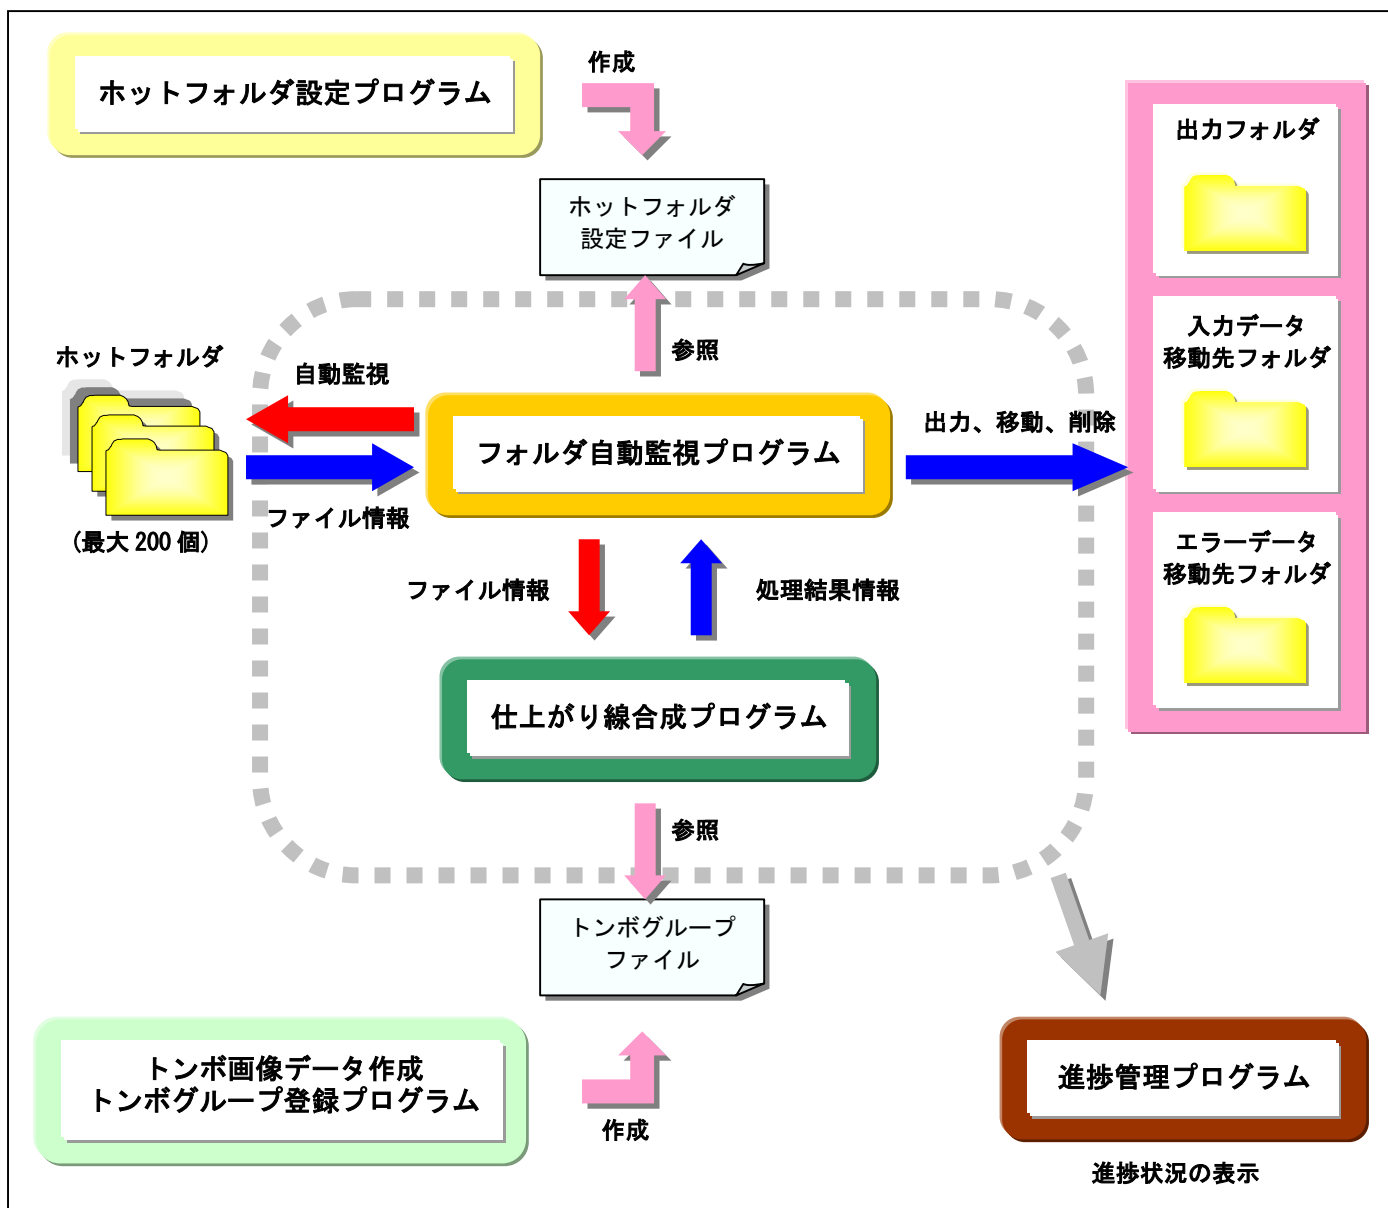 ホットフォルダ設定プログラム
作成
出力フォルダ
ホットフォルダ
設定ファイル
入力データ
移動先フォルダ
参照
ホットフォルダ
自動監視
出力、移動、削除
フォルダ自動監視プログラム
ファイル情報
(最大 200 個)
エラーデータ
移動先フォルダ
ファイル情報
処理結果情報
仕上がり線合成プログラム
参照
トンボグループ
ファイル
トンボ画像データ作成
トンボグループ登録プログラム
作成
進捗管理プログラム
進捗状況の表示